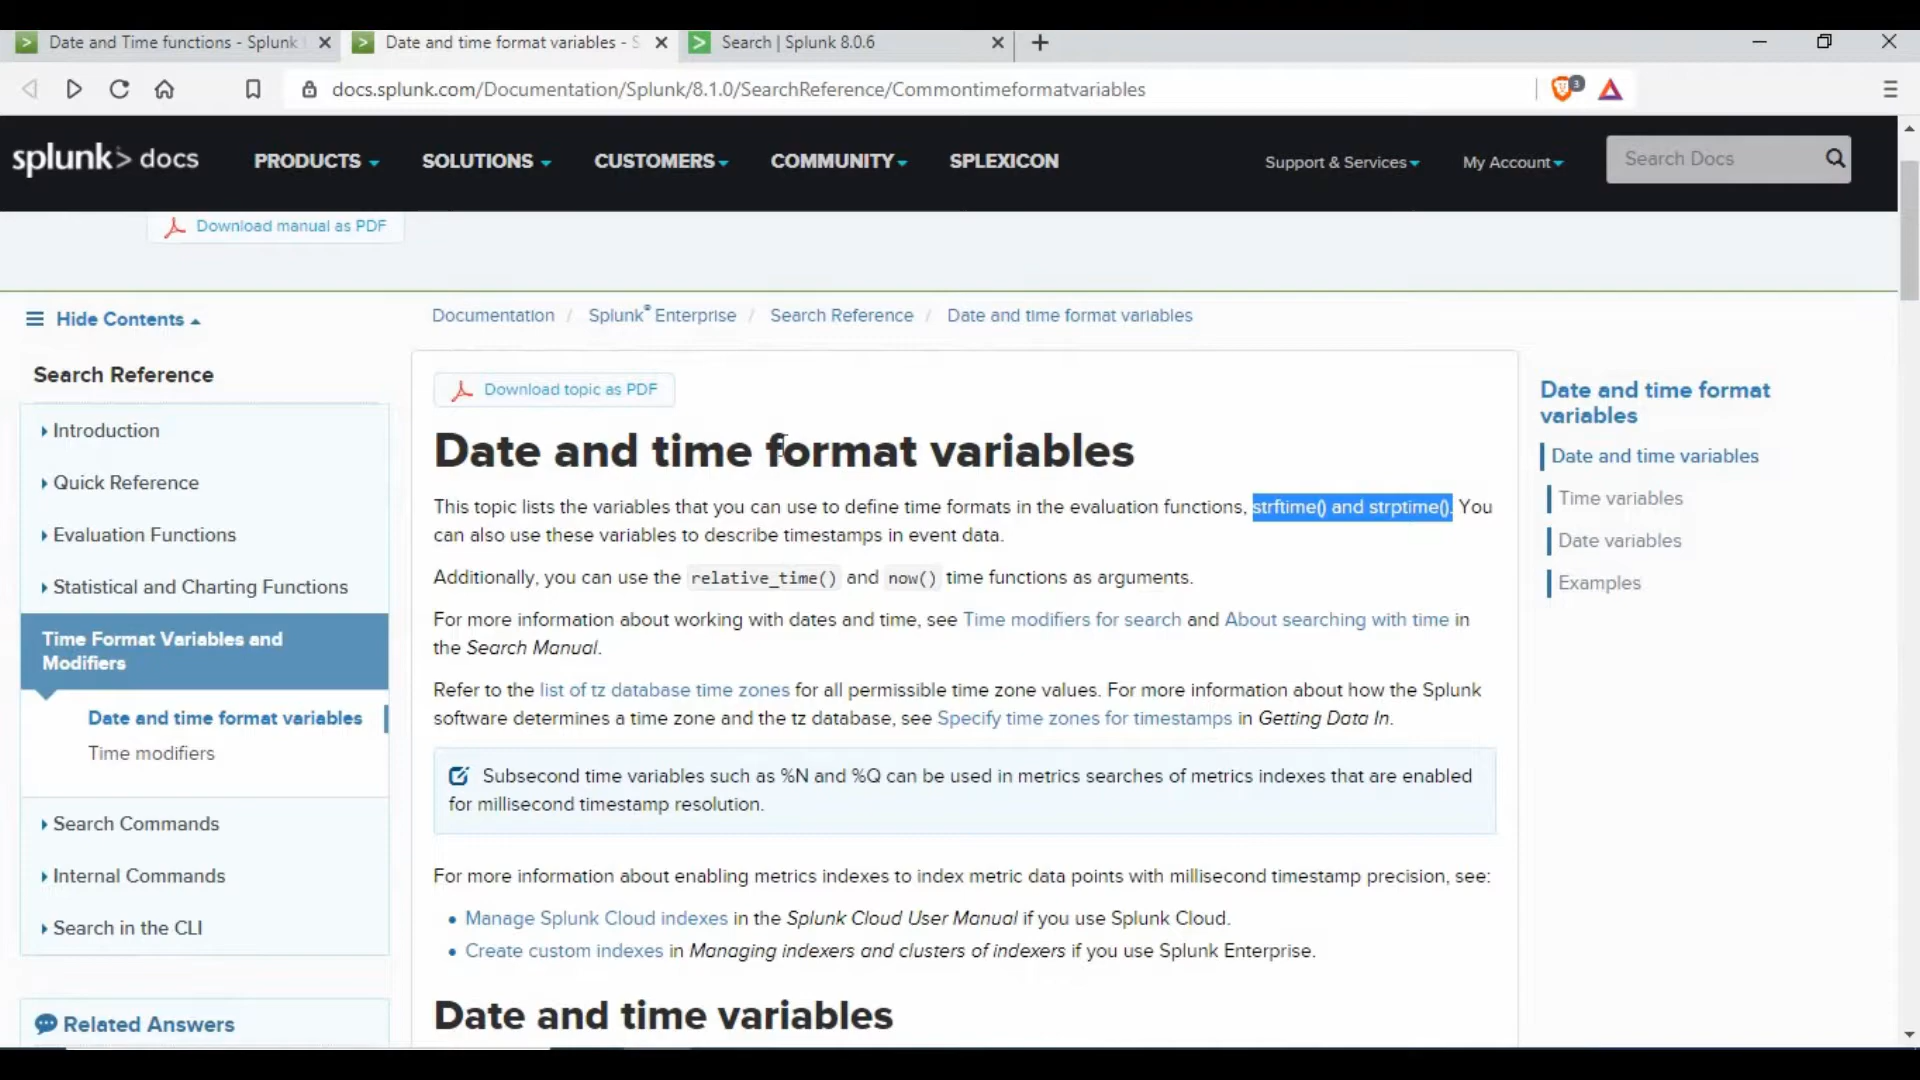 Date and Time functions - Splunk
Date and time format variables - S
Search | Splunk 8.0.6
docs.splunk.com/Documentation/Splunk/8.1.0/SearchReference/Commontimeformatvariables
3
splunk> docs
PRODUCTS
SOLUTIONS
CUSTOMERS
COMMUNITY
SPLEXICON
Support & Services
My Account
Search Docs
Download manual as PDF
Hide Contents
Documentation / Splunk® Enterprise / Search Reference / Date and time format variables
Search Reference
Introduction
Quick Reference
Evaluation Functions
Statistical and Charting Functions
Time Format Variables and
Modifiers
Date and time format variables
Time modifiers
Search Commands
Internal Commands
Search in the CLI
Related Answers
Download topic as PDF
Date and time format variables
This topic lists the variables that you can use to define time formats in the evaluation functions, strftime() and strptime(). You
can also use these variables to describe timestamps in event data.
Additionally, you can use the relative_time() and now() time functions as arguments.
For more information about working with dates and time, see Time modifiers for search and About searching with time in
the Search Manual.
Refer to the list of tz database time zones for all permissible time zone values. For more information about how the Splunk
software determines a time zone and the tz database, see Specify time zones for timestamps in Getting Data In.
Subsecond time variables such as %N and %Q can be used in metrics searches of metrics indexes that are enabled
for millisecond timestamp resolution.
For more information about enabling metrics indexes to index metric data points with millisecond timestamp precision, see:
• Manage Splunk Cloud indexes in the Splunk Cloud User Manual if you use Splunk Cloud.
• Create custom indexes in Managing indexers and clusters of indexers if you use Splunk Enterprise.
Date and time variables
Date and time format
variables
Date and time variables
Time variables
Date variables
Examples